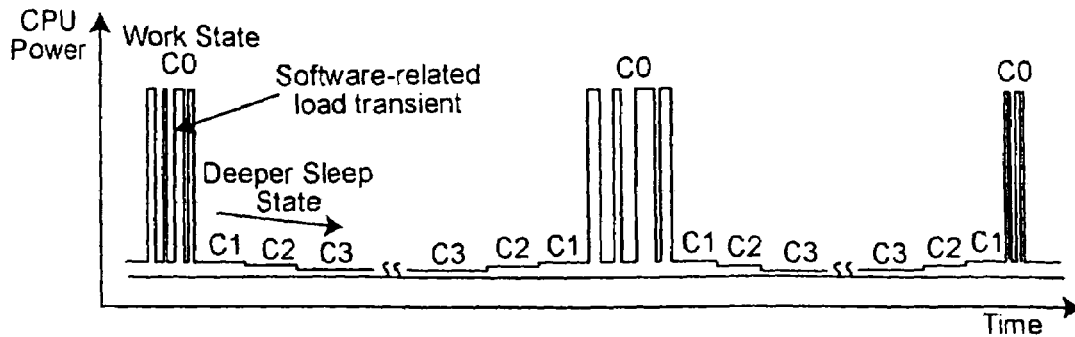 CPU
Power
Work State
C0
Software-related
load transient
Deeper Sleep
State
C1 C2 C3 C3 C2 C1
C0
C1 C2 C3 C3 C2 C1
C0
Time